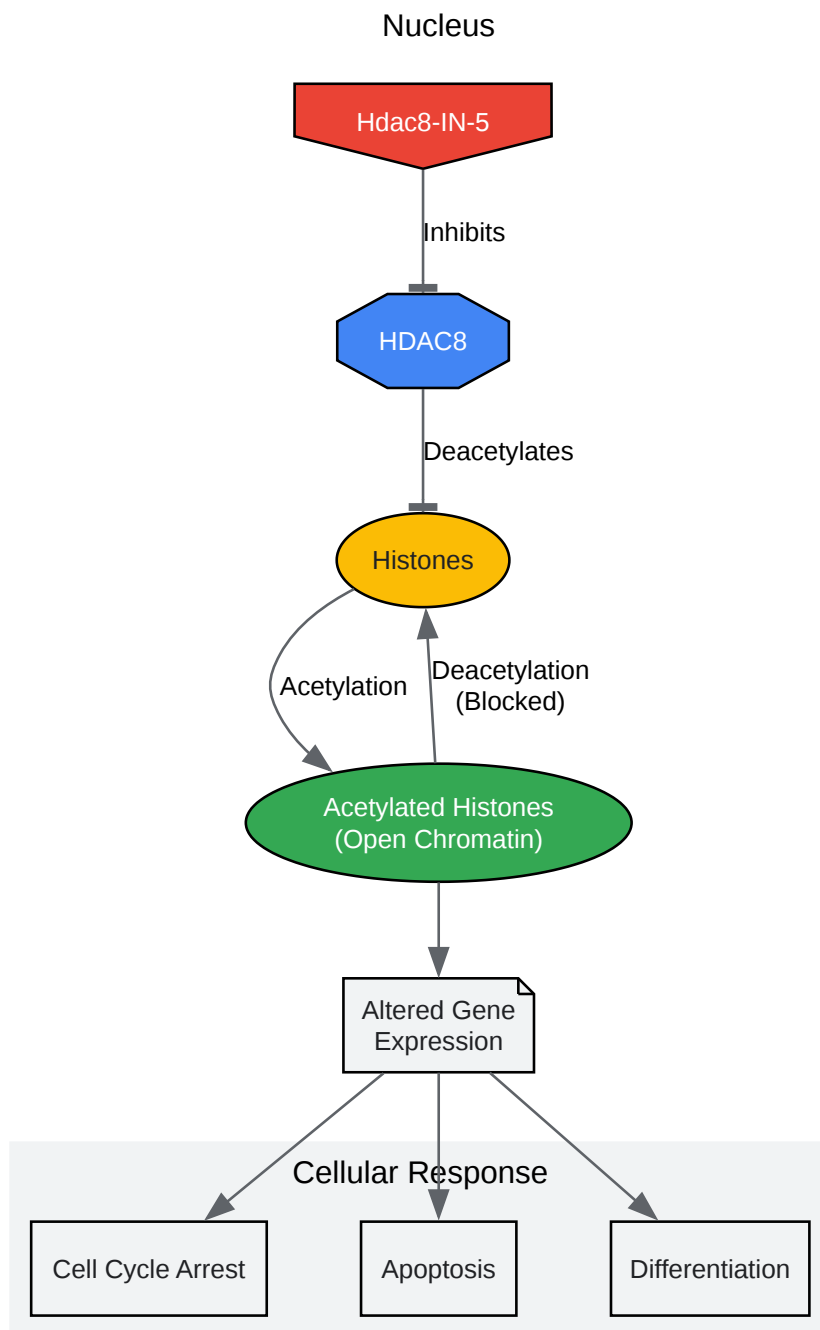 Nucleus
Hdac8-IN-5
Inhibits
HDAC8
Deacetylates
Histones
Acetylation
Deacetylation
(Blocked)
Acetylated Histones
(Open Chromatin)
Altered Gene
Expression
Cellular Response
Cell Cycle Arrest
Apoptosis
Differentiation